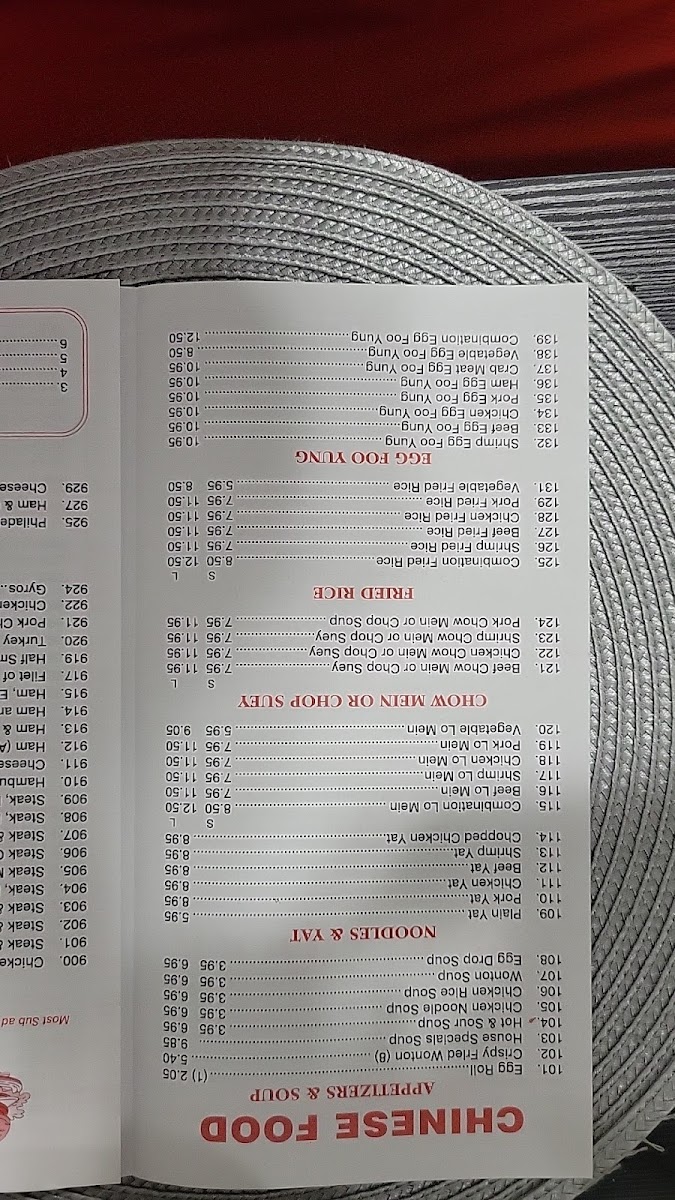 CHINESE FOOD
APPETIZERS & SOUP
101. Egg Roll (1) 2.05
102. Crispy Fried Wonton (8) 5.40
103. House Specials Soup 9.85
104. Hot & Sour Soup 3.95 6.95
105. Chicken Noodle Soup 3.95 6.95
106. Chicken Rice Soup 3.95 6.95
107. Wonton Soup 3.95 6.95
108. Egg Drop Soup 3.95 6.95
NOODLES & YAT
109. Plain Yat 5.95
110. Pork Yat 8.95
111. Chicken Yat 8.95
112. Beef Yat 8.95
113. Shrimp Yat 8.95
114. Chopped Chicken Yat 8.95
S L
115. Combination Lo Mein 8.50 12.50
116. Beef Lo Mein 7.95 11.50
117. Shrimp Lo Mein 7.95 11.50
118. Chicken Lo Mein 7.95 11.50
119. Pork Lo Mein 7.95 11.50
120. Vegetable Lo Mein 5.95 9.05
CHOW MEIN OR CHOP SUEY
S L
121. Beef Chow Mein or Chop Suey 7.95 11.95
122. Chicken Chow Mein or Chop Suey 7.95 11.95
123. Shrimp Chow Mein or Chop Suey 7.95 11.95
124. Pork Chow Mein or Chop Soup 7.95 11.95
FRIED RICE
S L
125. Combination Fried Rice 8.50 12.50
126. Shrimp Fried Rice 7.95 11.50
127. Beef Fried Rice 7.95 11.50
128. Chicken Fried Rice 7.95 11.50
129. Pork Fried Rice 7.95 11.50
131. Vegetable Fried Rice 5.95 8.50
EGG FOO YUNG
132. Shrimp Egg Foo Yung 10.95
133. Beef Egg Foo Yung 10.95
134. Chicken Egg Foo Yung 10.95
135. Pork Egg Foo Yung 10.95
136. Ham Egg Foo Yung 10.95
137. Crab Meat Egg Foo Yung 10.95
138. Vegetable Egg Foo Yung 8.50
139. Combination Egg Foo Yung 12.50
Most Sub ad
900. Chicke
901. Steak &
902. Steak
903. Steak &
904. Steak,
905. Steak
906. Steak
907. Steak
908. Steak,
909. Steak,
910. Hambu
911. Cheese
912. Ham (A
913. Ham &
914. Ham an
915. Ham, E
917. Filet of
919. Half Sm
920. Turkey
921. Pork Ch
922. Chicken
924. Gyros..
925. Philade
927. Ham &
929. Cheese
3
4
5
6